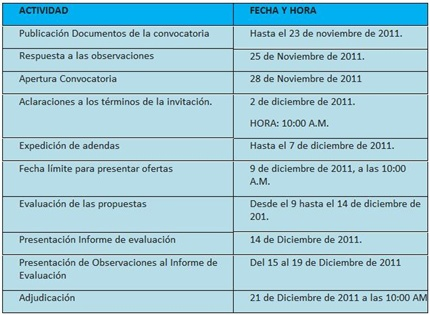 ACTIVIDAD FECHA Y HORA
Publicación Documentos de la convocatoria Hasta el 23 de noviembre de 2011.
Respuesta a las observaciones 25 de Noviembre de 2011.
Apertura Convocatoria 28 de Noviembre de 2011
Aclaraciones a los términos de la invitación. 2 de diciembre de 2011.
HORA: 10:00 A.M.
Expedición de adendas Hasta el 7 de diciembre de 2011.
Fecha límite para presentar ofertas 9 de diciembre de 2011, a las 10:00
A.M.
Evaluación de las propuestas Desde el 9 hasta el 14 de diciembre de
201.
Presentación Informe de evaluación 14 de Diciembre de 2011.
Presentación de Observaciones al Informe de Del 15 al 19 de Diciembre de 2011
Evaluación
Adjudicación 21 de Diciembre de 2011 a las 10:00 AM